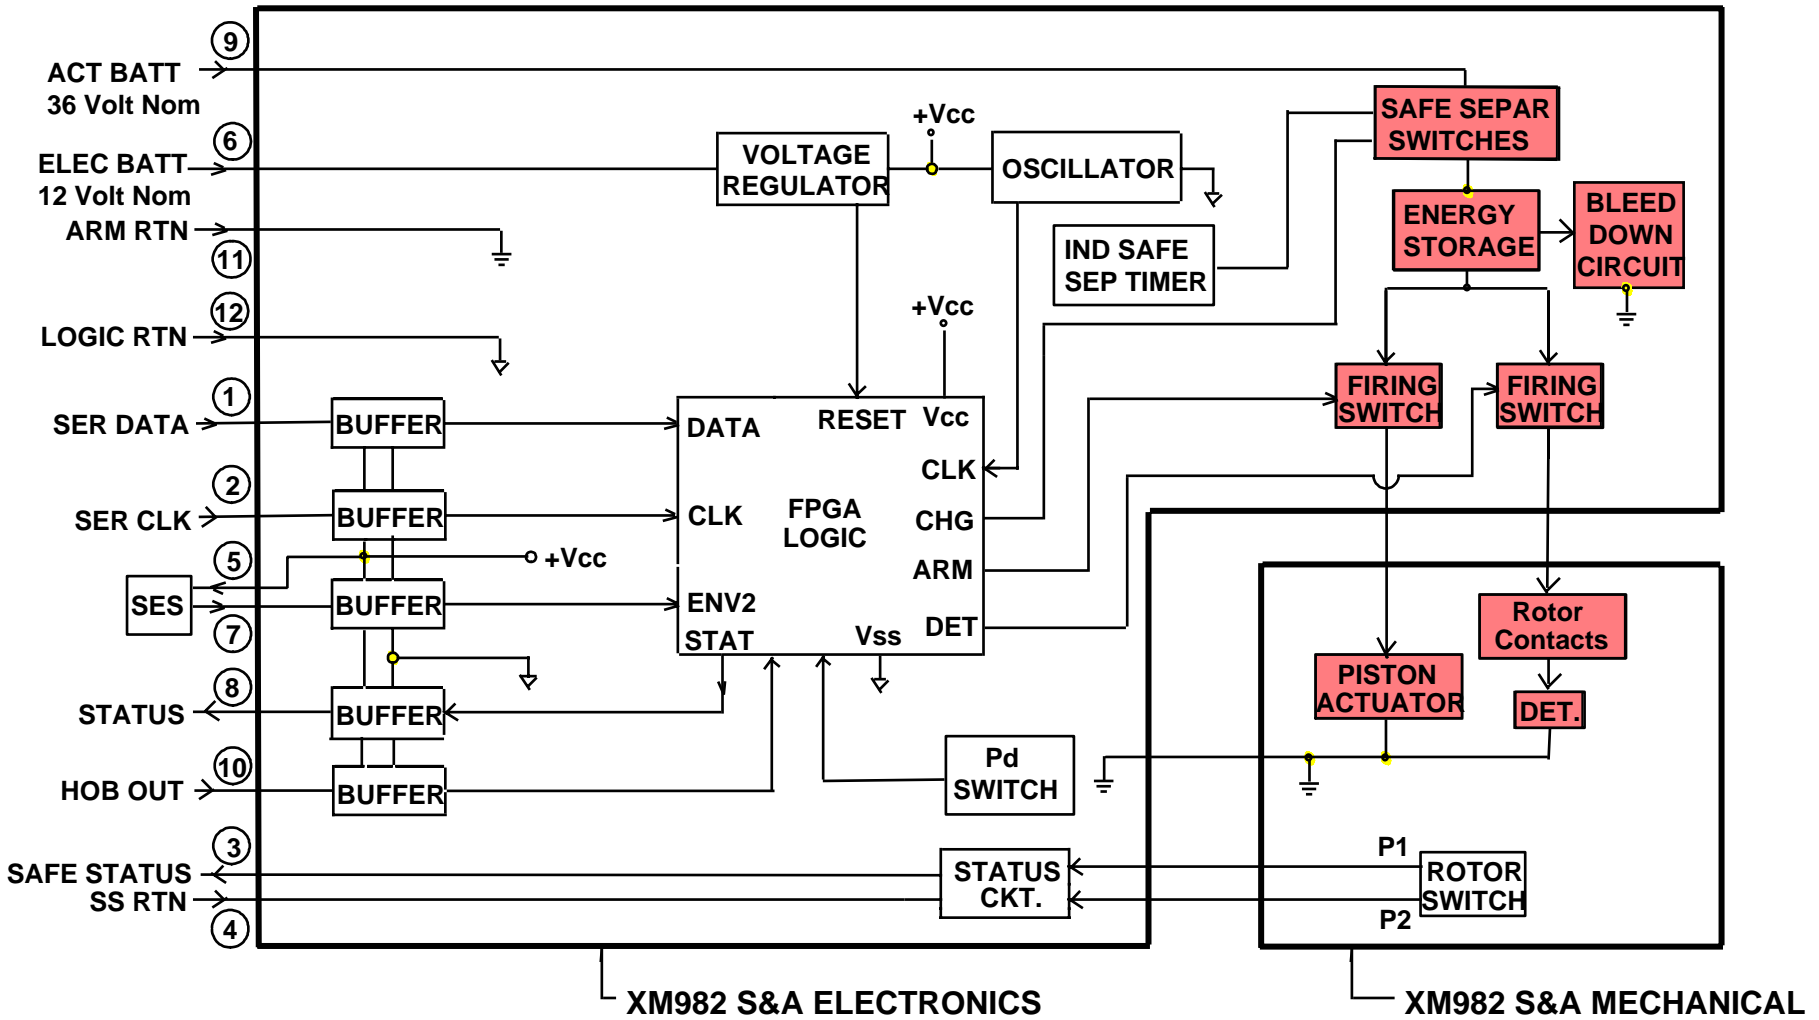 9
ACT BATT
36 Volt Nom
6
ELEC BATT
12 Volt Nom
ARM RTN
11
12
LOGIC RTN
1
SER DATA
2
SER CLK
5
SES
7
8
STATUS
10
HOB OUT
3
SAFE STATUS
SS RTN
4
BUFFER
BUFFER
+Vcc
BUFFER
BUFFER
BUFFER
VOLTAGE
REGULATOR
+Vcc
OSCILLATOR
IND SAFE
SEP TIMER
+Vcc
RESET
Vcc
DATA
CLK
CLK
FPGA
LOGIC
CHG
ARM
ENV2
DET
STAT
Vss
Pd
SWITCH
STATUS
CKT.
SAFE SEPAR
SWITCHES
ENERGY
STORAGE
BLEED
DOWN
CIRCUIT
FIRING
SWITCH
FIRING
SWITCH
Rotor
Contacts
PISTON
ACTUATOR
DET.
P1
ROTOR
SWITCH
P2
XM982 S&A ELECTRONICS
XM982 S&A MECHANICAL